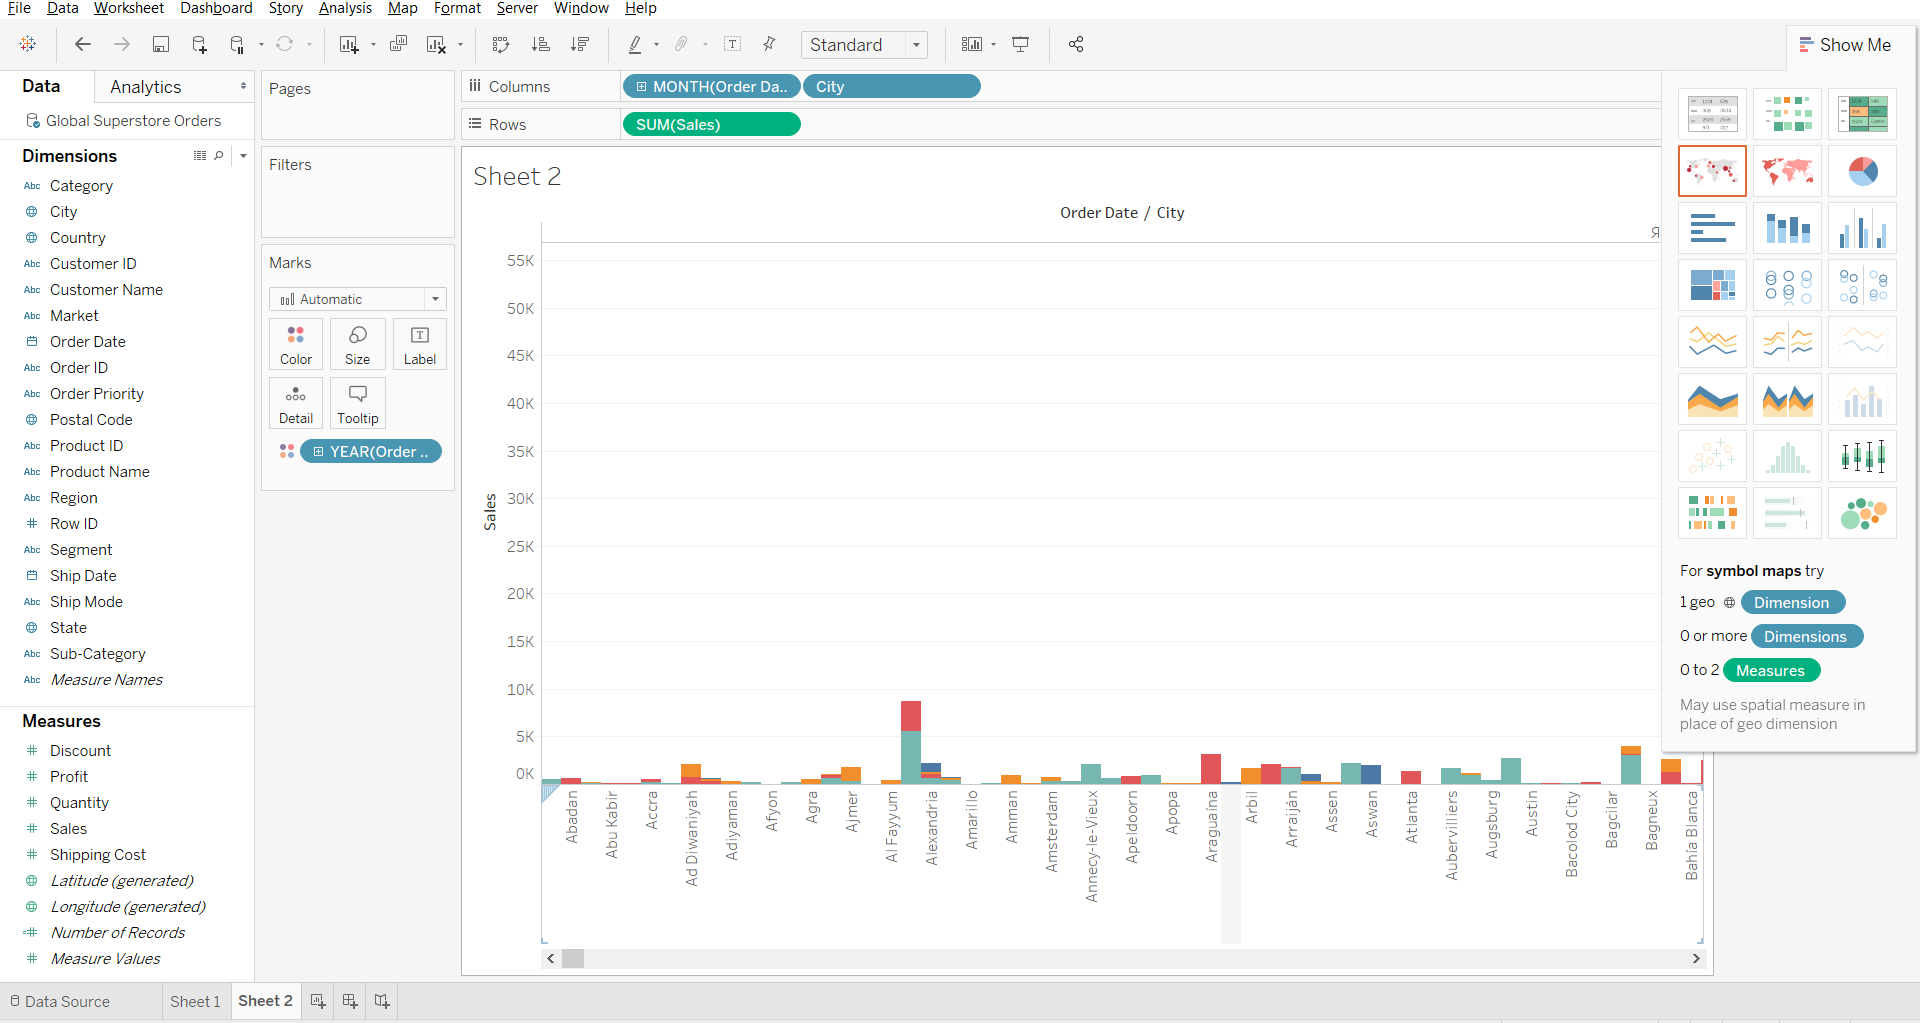 File Data Worksheet Dashboard Story Analysis Map Format Server Window Help
Standard
Show Me
Data Analytics
Global Superstore Orders
Dimensions
Category
City
Country
Customer ID
Customer Name
Market
Order Date
Order ID
Order Priority
Postal Code
Product ID
Product Name
Region
Row ID
Segment
Ship Date
Ship Mode
State
Sub-Category
Measure Names
Measures
Discount
Profit
Quantity
Sales
Shipping Cost
Latitude (generated)
Longitude (generated)
Number of Records
Measure Values
Pages
Filters
Marks
Automatic
Color Size Label
Detail Tooltip
YEAR(Order ..
Columns MONTH(Order Da.. City
Rows SUM(Sales)
Sheet 2
Order Date / City
Я
55K
50K
45K
40K
35K
30K
25K
20K
15K
10K
5K
0K
Sales
Abadan
Abu Kabir
Accra
Ad Diwaniyah
Adiyaman
Afyon
Agra
Ajmer
Al Fayyum
Alexandria
Amarillo
Amman
Amsterdam
Annecy-le-Vieux
Apeldoorn
Apopa
Araguaína
Arbil
Arraiján
Assen
Aswan
Atlanta
Aubervilliers
Augsburg
Austin
Bacolod City
Bagcilar
Bagneux
Bahía Blanca
For symbol maps try
1 geo Dimension
0 or more Dimensions
0 to 2 Measures
May use spatial measure in
place of geo dimension
Data Source Sheet 1 Sheet 2